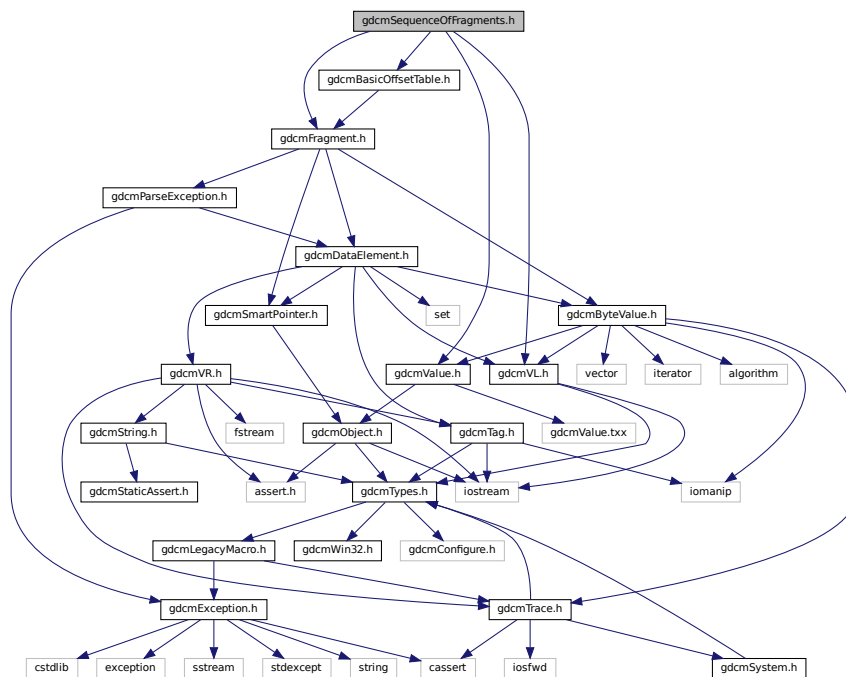 gdcmSequenceOfFragments.h
gdcmBasicOffsetTable.h
gdcmFragment.h
gdcmParseException.h
gdcmDataElement.h
gdcmSmartPointer.h
set
gdcmByteValue.h
gdcmVR.h
gdcmValue.h
gdcmVL.h
vector
iterator
algorithm
gdcmString.h
fstream
gdcmObject.h
gdcmTag.h
gdcmValue.txx
gdcmStaticAssert.h
assert.h
gdcmTypes.h
iostream
iomanip
gdcmLegacyMacro.h
gdcmWin32.h
gdcmConfigure.h
gdcmException.h
gdcmTrace.h
cstdlib
exception
sstream
stdexcept
string
cassert
iosfwd
gdcmSystem.h